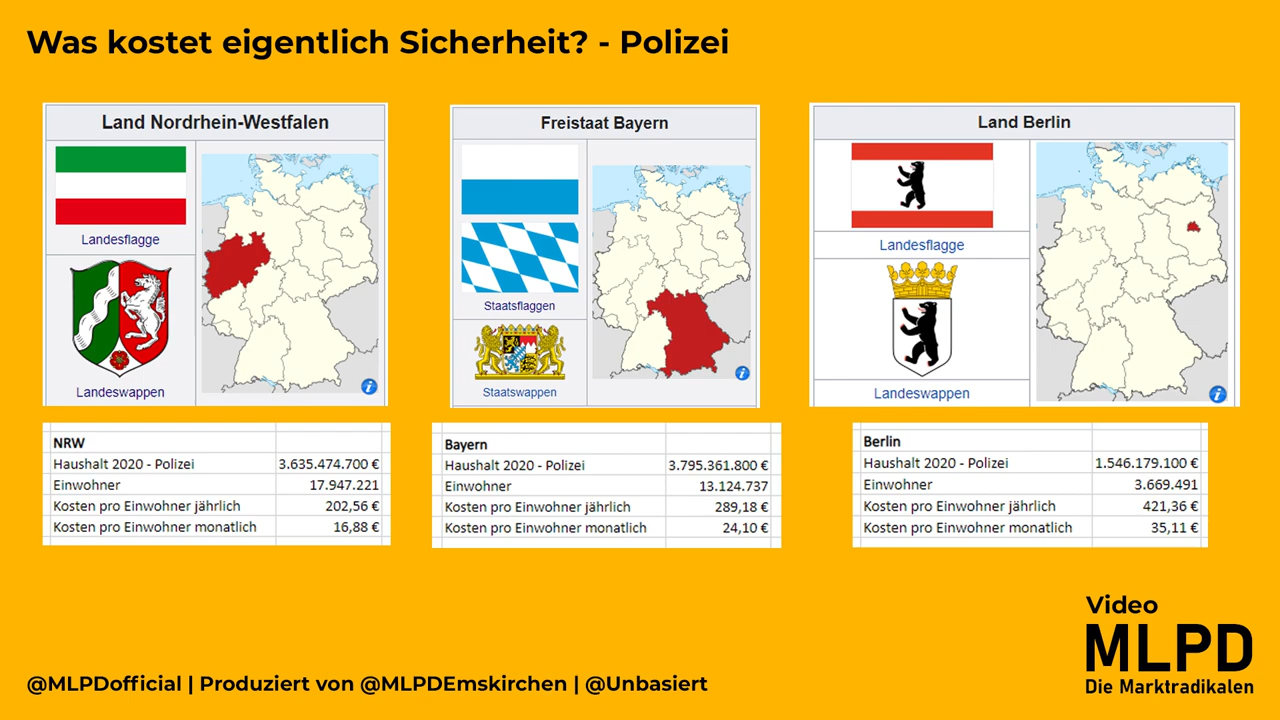 Was kostet eigentlich Sicherheit? - Polizei
Land Nordrhein-Westfalen
Landesflagge
Landeswappen
Freistaat Bayern
Staatsflaggen
Staatswappen
Land Berlin
Landesflagge
Landeswappen
NRW
Haushalt 2020 - Polizei 3.635.474.700 €
Einwohner 17.947.221
Kosten pro Einwohner jährlich 202,56 €
Kosten pro Einwohner monatlich 16,88 €
Bayern
Haushalt 2020 - Polizei 3.795.361.800 €
Einwohner 13.124.737
Kosten pro Einwohner jährlich 289,18 €
Kosten pro Einwohner monatlich 24,10 €
Berlin
Haushalt 2020 - Polizei 1.546.179.100 €
Einwohner 3.669.491
Kosten pro Einwohner jährlich 421,36 €
Kosten pro Einwohner monatlich 35,11 €
Video
MLPD
Die Marktradikalen
@MLPDofficial | Produziert von @MLPDEmskirchen | @Unbasiert